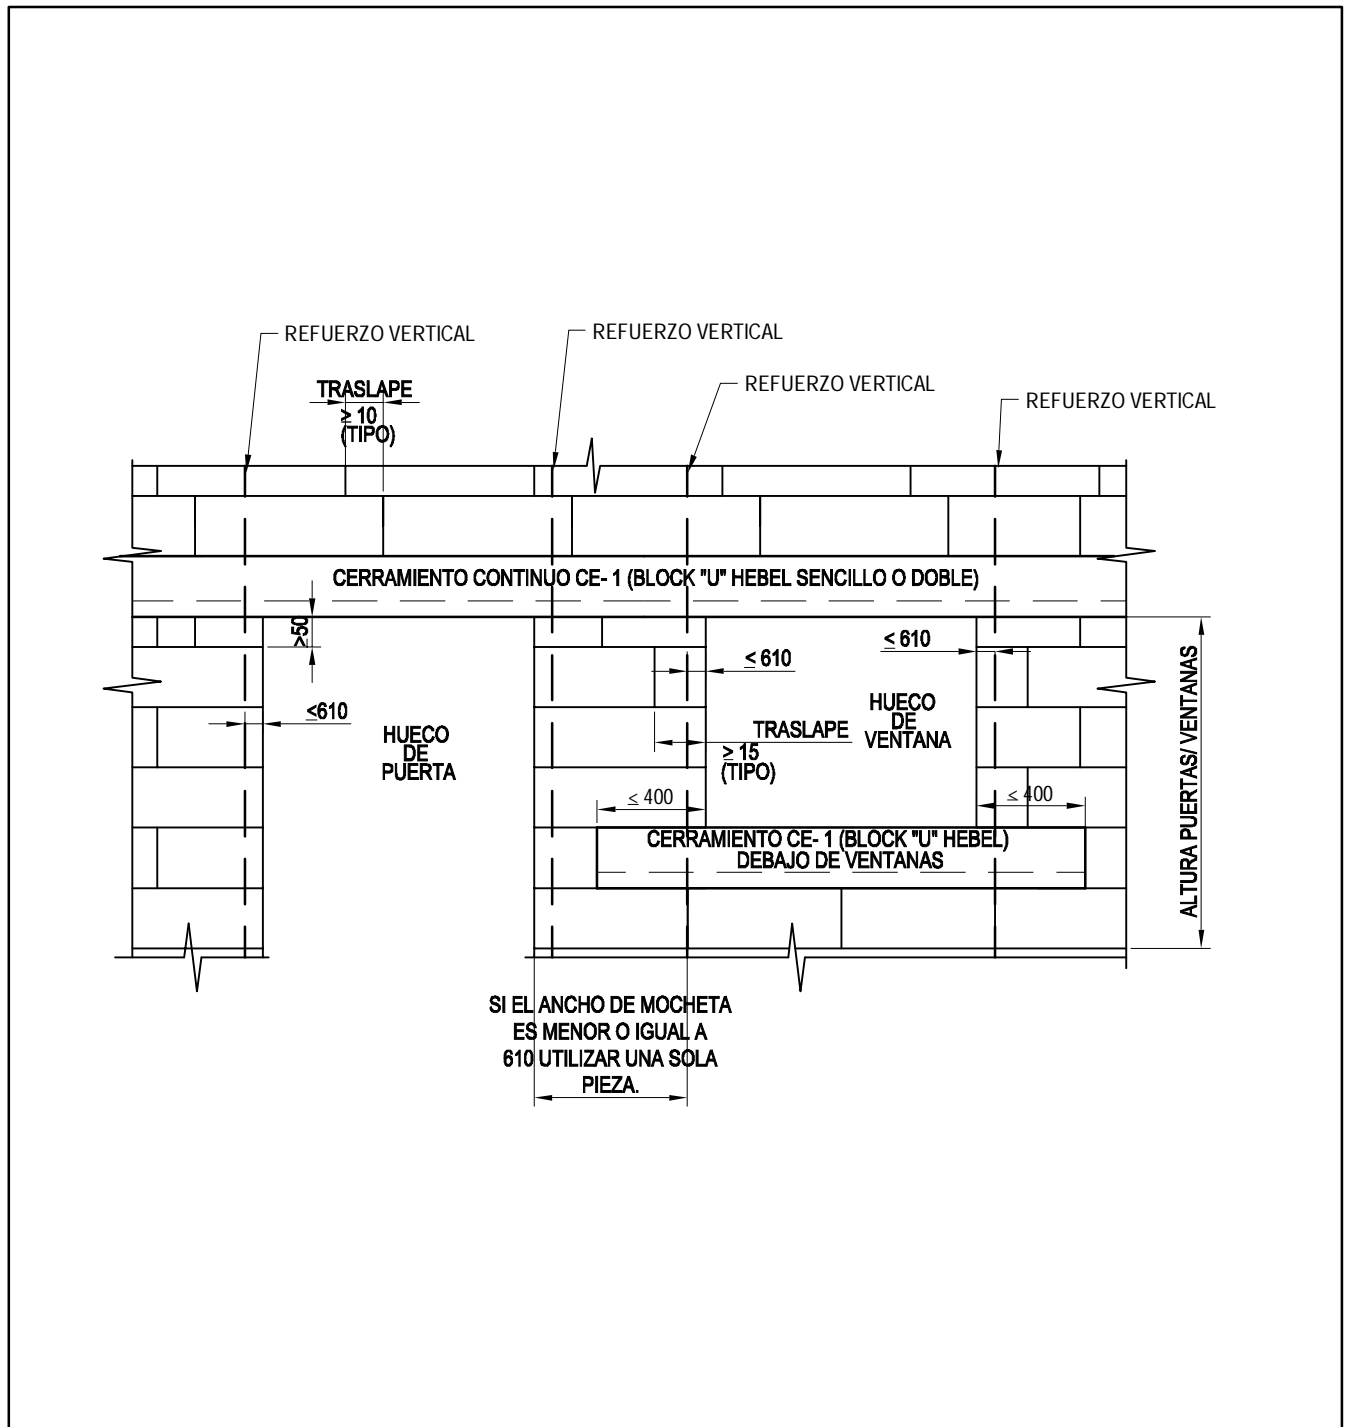 REFUERZO VERTICAL
REFUERZO VERTICAL
REFUERZO VERTICAL
REFUERZO VERTICAL
TRASLAPE
≥ 10
(TIPO)
CERRAMIENTO CONTINUO CE- 1 (BLOCK "U" HEBEL SENCILLO O DOBLE)
>50
≤ 610
≤ 610
≤610
HUECO
DE
PUERTA
HUECO
DE
VENTANA
TRASLAPE
≥ 15
(TIPO)
≤ 400
≤ 400
CERRAMIENTO CE- 1 (BLOCK "U" HEBEL)
DEBAJO DE VENTANAS
ALTURA PUERTAS/ VENTANAS
SI EL ANCHO DE MOCHETA
ES MENOR O IGUAL A
610 UTILIZAR UNA SOLA
PIEZA.